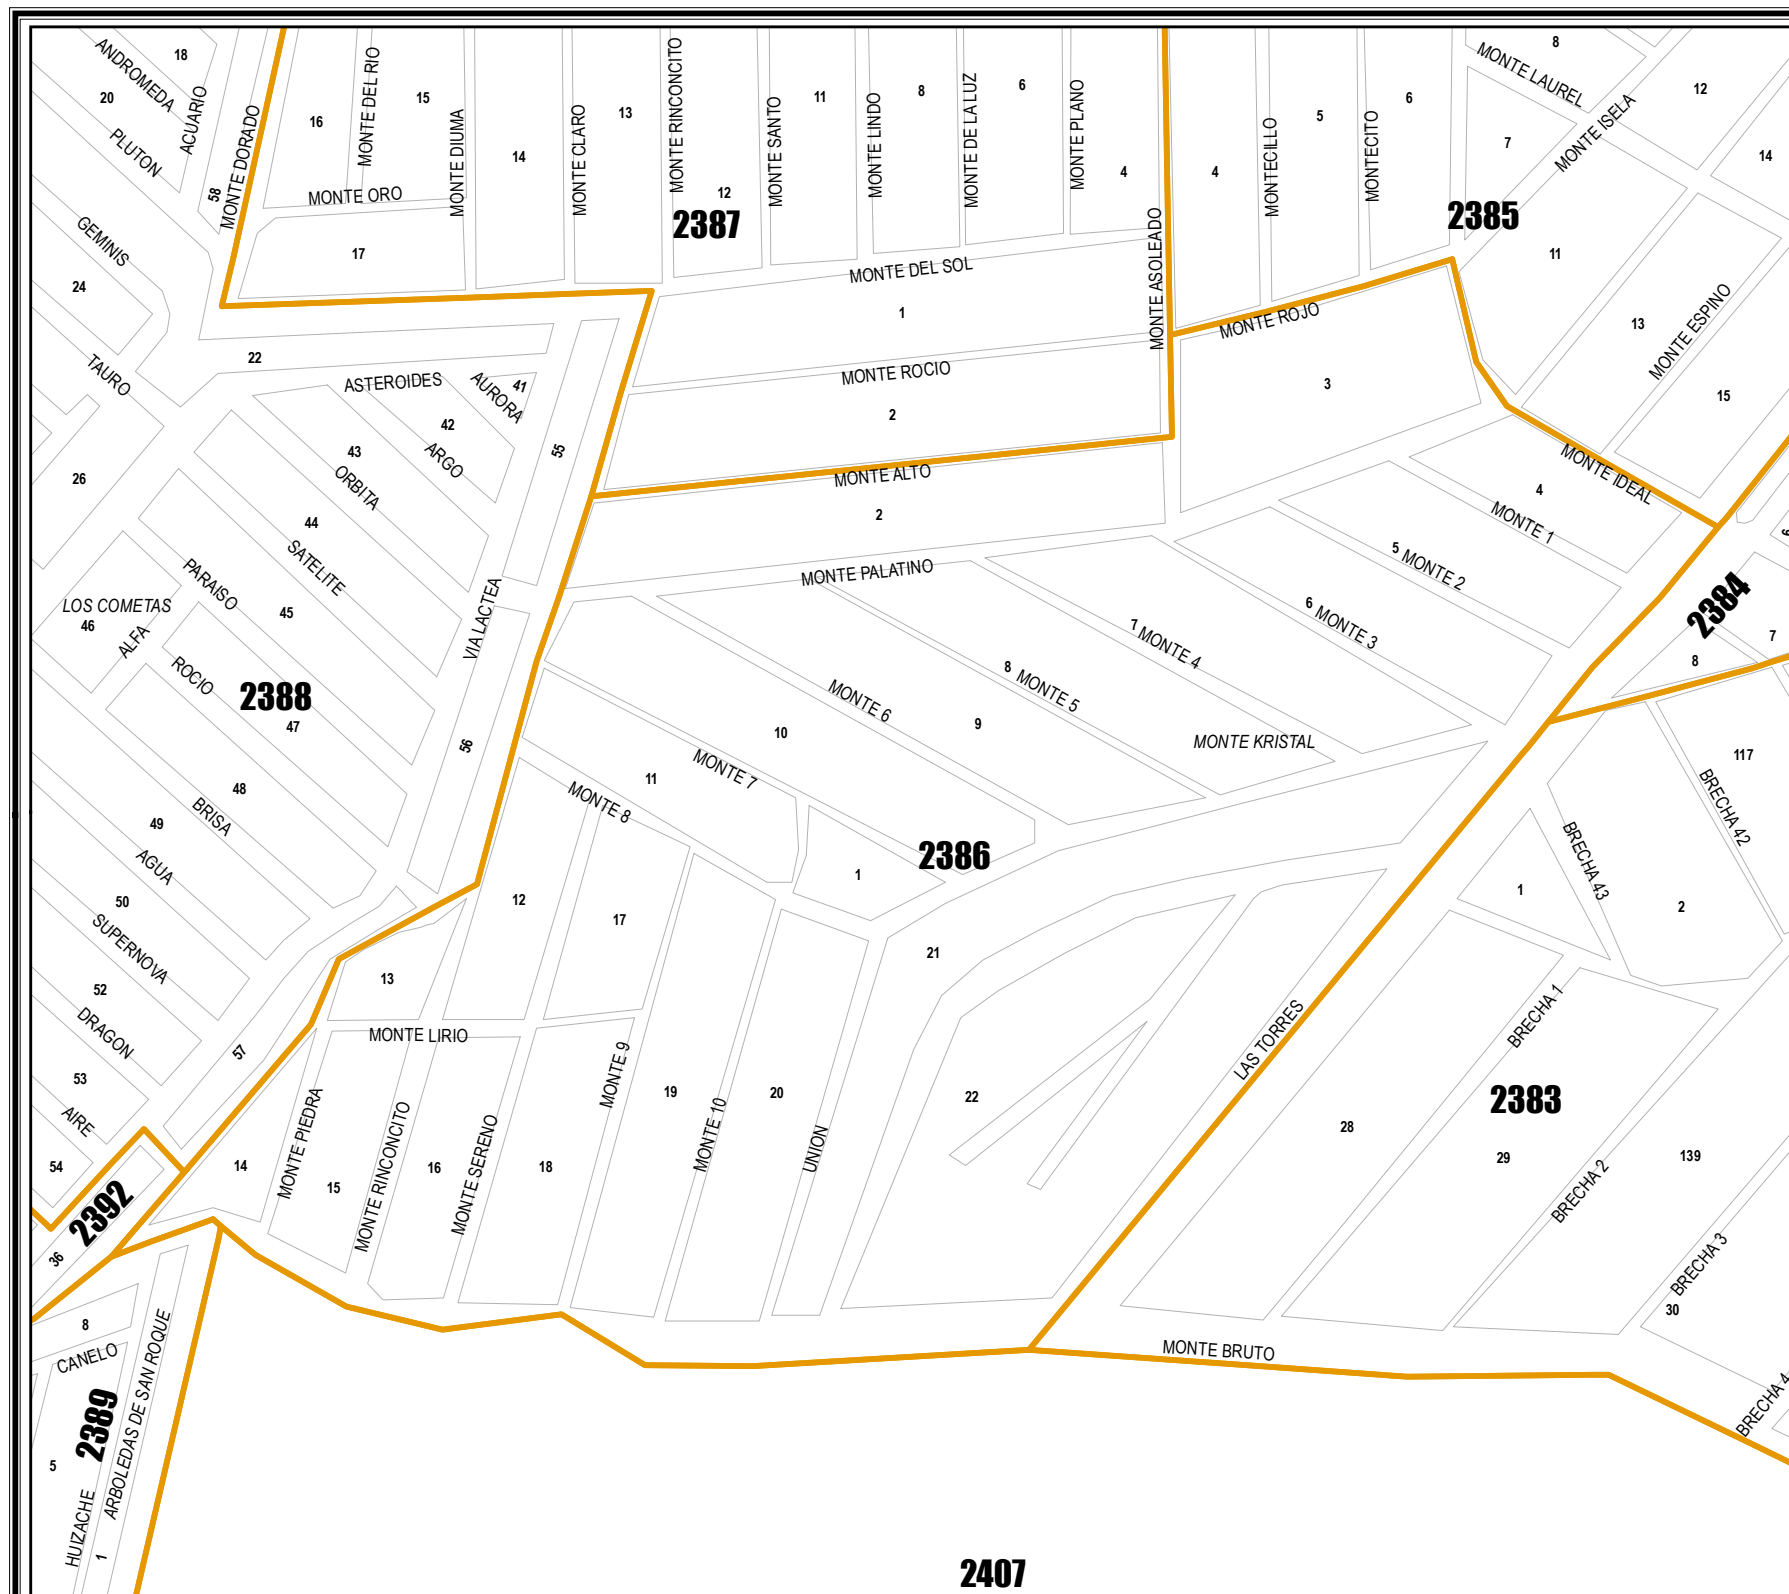 ANDROMEDA
18
20
PLUTON
ACUARIO
58
MONTE DORADO
GEMINIS
24
TAURO
22
26
16
MONTE DEL RIO
15
MONTE ORO
17
MONTE DIUMA
14
MONTE CLARO
13
MONTE RINCONCITO
12
2387
MONTE SANTO
11
MONTE LINDO
8
MONTE DE LA LUZ
6
MONTE PLANO
4
MONTE ASOLEADO
MONTE DEL SOL
1
MONTE ROCIO
2
MONTE ALTO
2
MONTE PALATINO
4
MONTECILLO
5
MONTECITO
6
8
MONTE LAUREL
7
MONTE ISELA
12
14
2385
11
13
MONTE ESPINO
15
MONTE ROJO
3
MONTE IDEAL
4
MONTE 1
5
MONTE 2
6
MONTE 3
7
MONTE 4
8
MONTE 5
MONTE KRISTAL
9
MONTE 6
10
MONTE 7
11
MONTE 8
2386
1
6
2384
7
8
ASTEROIDES
AURORA
41
42
ARGO
43
ORBITA
44
SATELITE
55
PARAISO
45
LOS COMETAS
46
ALFA
ROCIO
2388
47
VIA LACTEA
56
48
BRISA
49
AGUA
50
SUPERNOVA
52
DRAGON
53
AIRE
54
57
2392
36
12
17
13
MONTE LIRIO
14
MONTE PIEDRA
15
MONTE RINCONCITO
16
MONTE SERENO
18
MONTE 9
19
MONTE 10
20
UNION
21
22
LAS TORRES
117
BRECHA 42
BRECHA 43
1
2
BRECHA 1
2383
28
29
BRECHA 2
139
BRECHA 3
30
BRECHA 4
MONTE BRUTO
8
CANELO
2389
5
HUIZACHE
1
ARBOLEDAS DE SAN ROQUE
2407